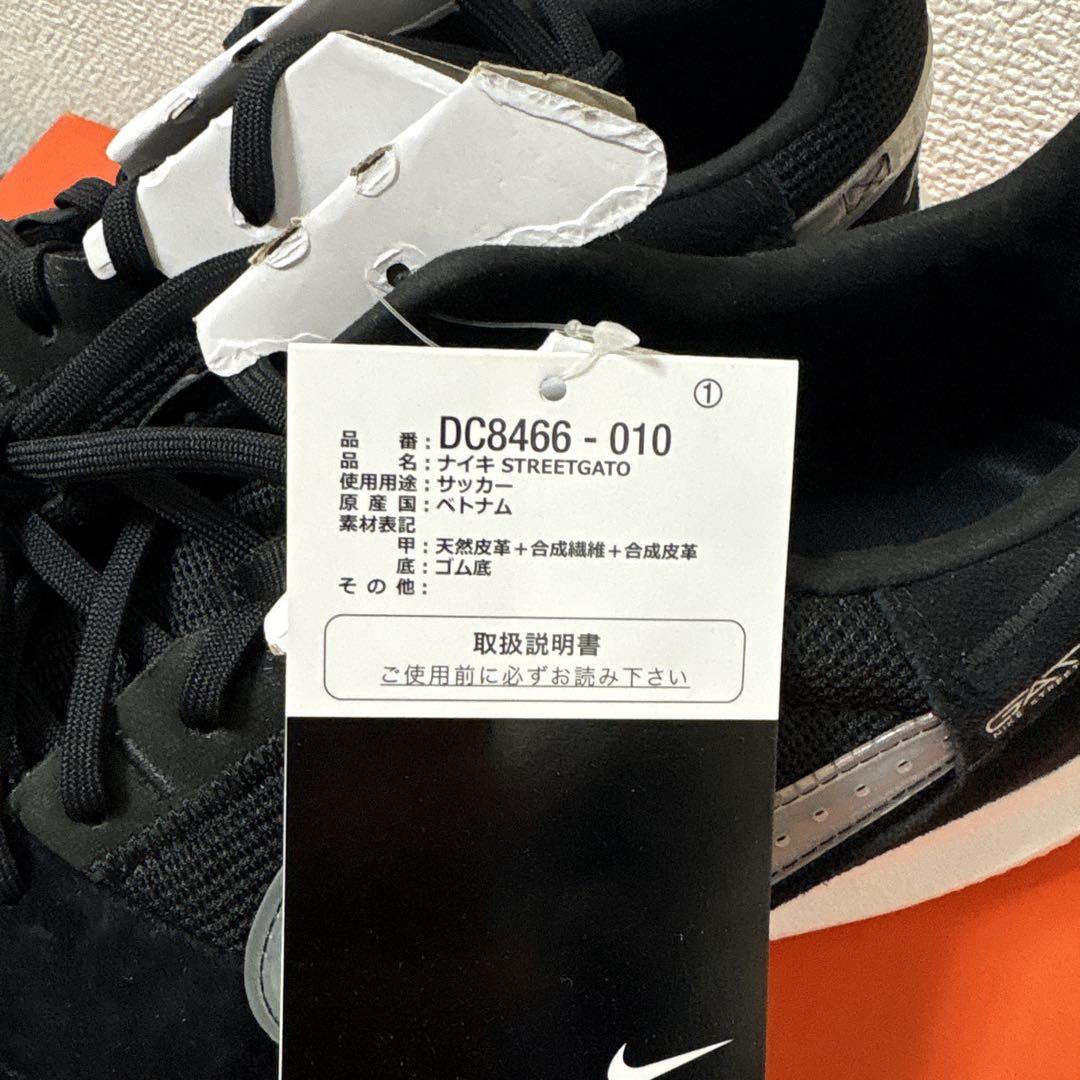 ①
品番：DC8466 - 010
品名：ナイキ STREETGATO
使用用途：サッカー
原産国：ベトナム
素材表記
甲：天然皮革＋合成繊維＋合成皮革
底：ゴム底
その他：
取扱説明書
ご使用前に必ずお読み下さい